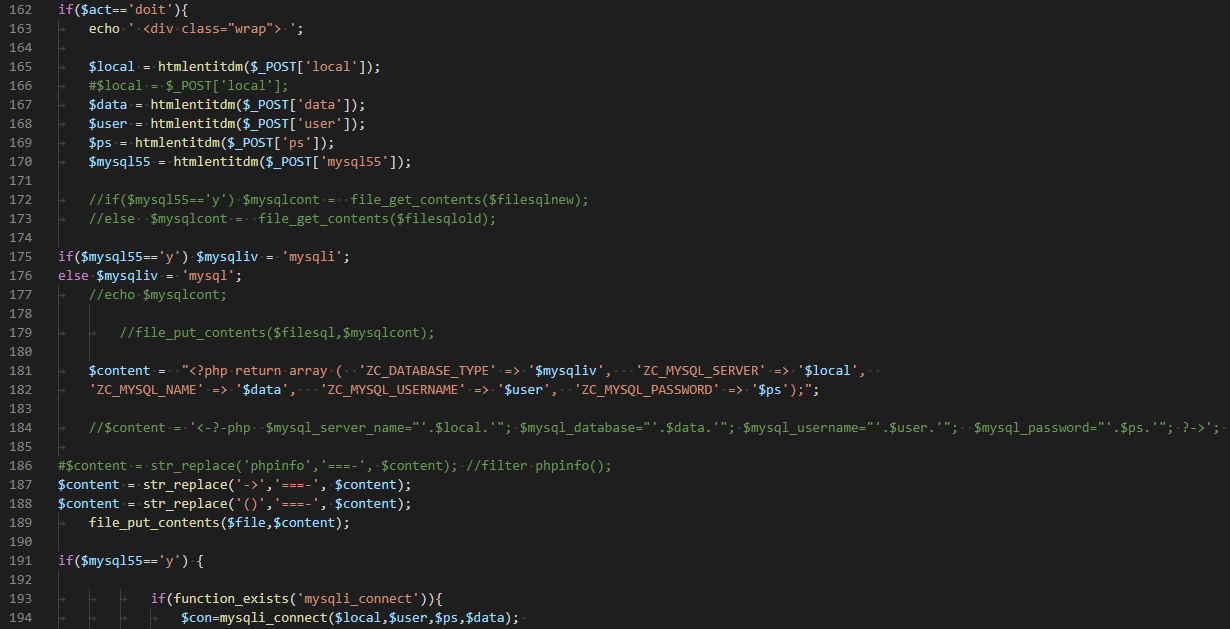 162 if($act=='doit'){
163 echo ' <div class="wrap"> ';
164
165 $local = htmlentitdm($_POST['local']);
166 #$local = $_POST['local'];
167 $data = htmlentitdm($_POST['data']);
168 $user = htmlentitdm($_POST['user']);
169 $ps = htmlentitdm($_POST['ps']);
170 $mysql55 = htmlentitdm($_POST['mysql55']);
171
172 //if($mysql55=='y') $mysqlcont =  file_get_contents($filesqlnew);
173 //else  $mysqlcont =  file_get_contents($filesqlold);
174
175 if($mysql55=='y') $mysqliv = 'mysqli';
176 else $mysqliv = 'mysql';
177 //echo $mysqlcont;
178
179 //file_put_contents($filesql,$mysqlcont);
180
181 $content =  "<?php return array (  'ZC_DATABASE_TYPE' => '$mysqliv',   'ZC_MYSQL_SERVER' => '$local',
182 'ZC_MYSQL_NAME' => '$data',   'ZC_MYSQL_USERNAME' => '$user',  'ZC_MYSQL_PASSWORD' => '$ps');";
183
184 //$content = '<-?-php  $mysql_server_name="'.$local.'"; $mysql_database="'.$data.'"; $mysql_username="'.$user.'";  $mysql_password="'.$ps.'"; ?->';
185
186 #$content = str_replace('phpinfo','===-', $content); //filter phpinfo();
187 $content = str_replace('->','===-', $content);
188 $content = str_replace('()','===-', $content);
189 file_put_contents($file,$content);
190
191 if($mysql55=='y') {
192
193 if(function_exists('mysqli_connect')){
194 $con=mysqli_connect($local,$user,$ps,$data);